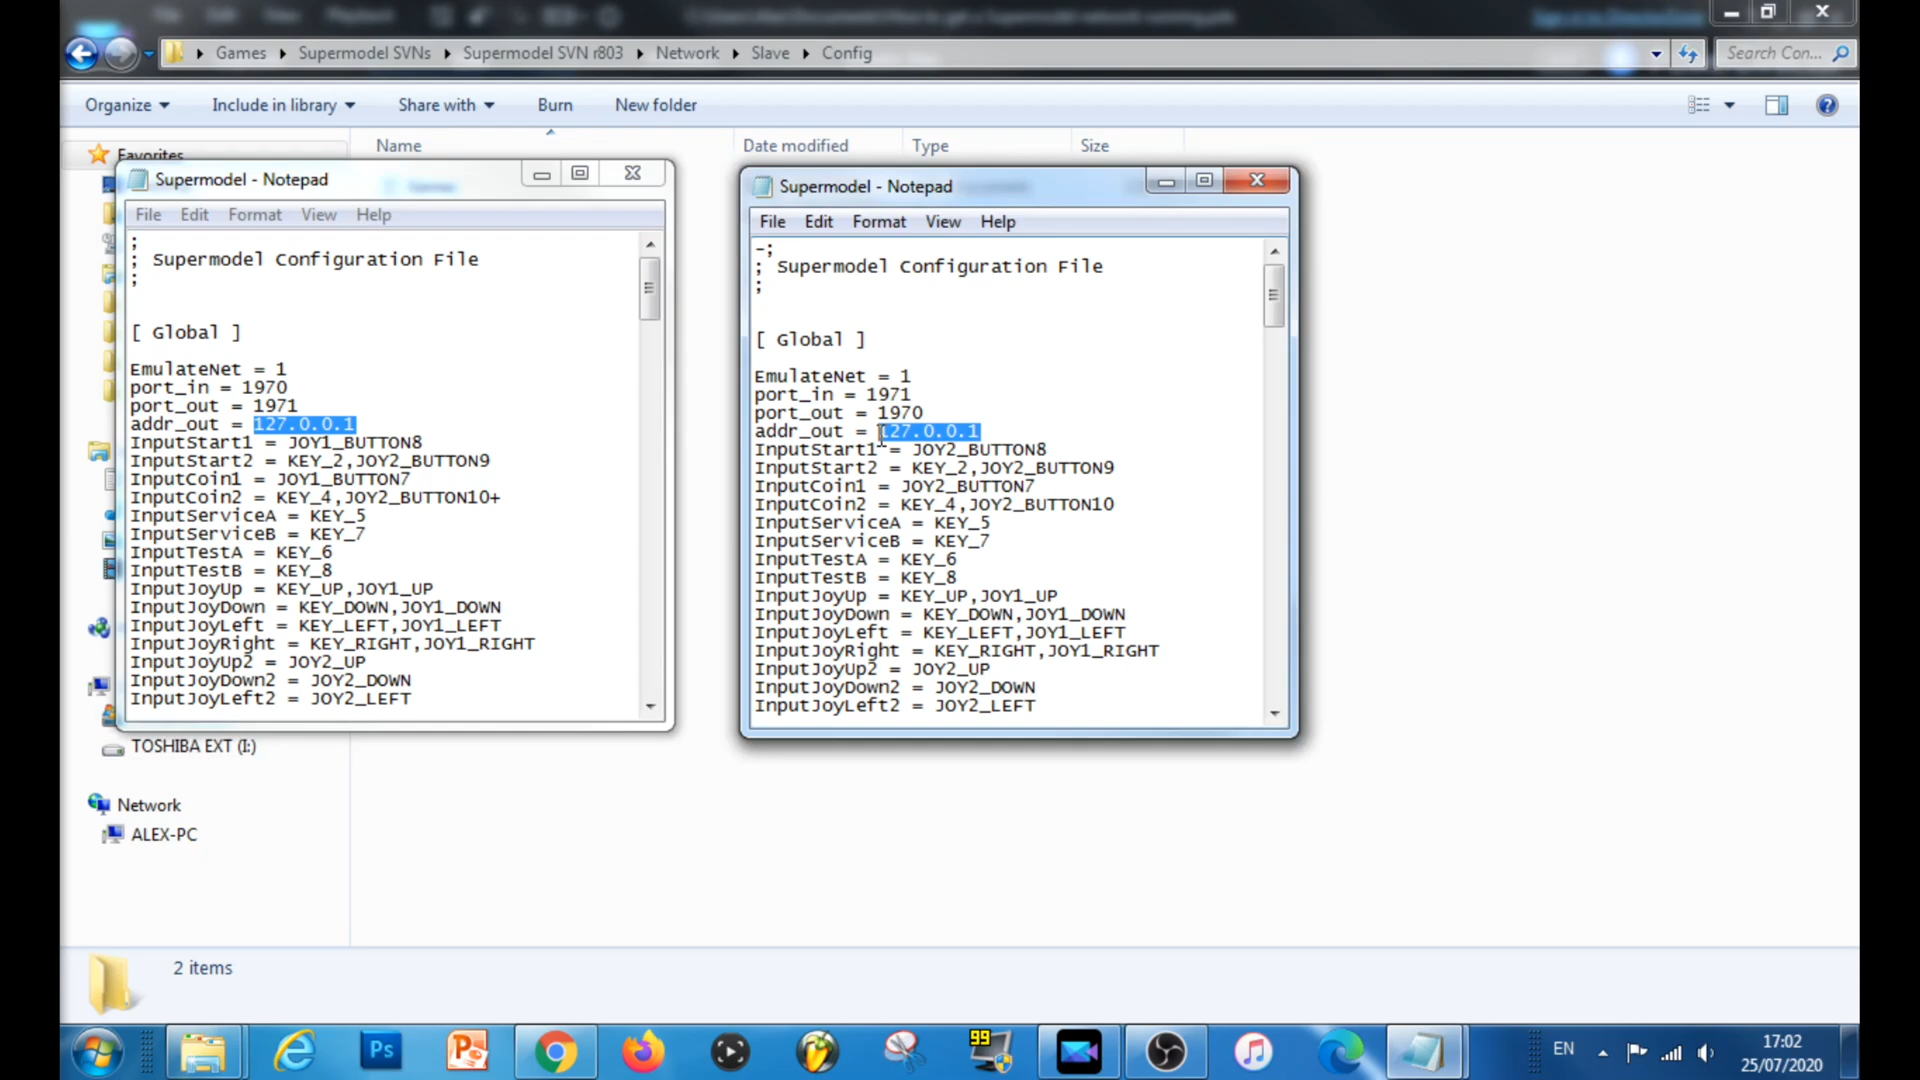 Games Supermodel SVNs Supermodel SVN r803 Network Slave Config
Search Con...
Organize Include in library Share with Burn New folder
Name Date modified Type Size
Favorites
Supermodel - Notepad
File Edit Format View Help
;
; Supermodel Configuration File
;
[ Global ]
EmulateNet = 1
port_in = 1970
port_out = 1971
addr_out = 127.0.0.1
InputStart1 = JOY1_BUTTON8
InputStart2 = KEY_2,JOY2_BUTTON9
InputCoin1 = JOY1_BUTTON7
InputCoin2 = KEY_4,JOY2_BUTTON10+
InputServiceA = KEY_5
InputServiceB = KEY_7
InputTestA = KEY_6
InputTestB = KEY_8
InputJoyUp = KEY_UP,JOY1_UP
InputJoyDown = KEY_DOWN,JOY1_DOWN
InputJoyLeft = KEY_LEFT,JOY1_LEFT
InputJoyRight = KEY_RIGHT,JOY1_RIGHT
InputJoyUp2 = JOY2_UP
InputJoyDown2 = JOY2_DOWN
InputJoyLeft2 = JOY2_LEFT
Supermodel - Notepad
File Edit Format View Help
-;
; Supermodel Configuration File
;
[ Global ]
EmulateNet = 1
port_in = 1971
port_out = 1970
addr_out = 127.0.0.1
InputStart1 = JOY2_BUTTON8
InputStart2 = KEY_2,JOY2_BUTTON9
InputCoin1 = JOY2_BUTTON7
InputCoin2 = KEY_4,JOY2_BUTTON10
InputServiceA = KEY_5
InputServiceB = KEY_7
InputTestA = KEY_6
InputTestB = KEY_8
InputJoyUp = KEY_UP,JOY1_UP
InputJoyDown = KEY_DOWN,JOY1_DOWN
InputJoyLeft = KEY_LEFT,JOY1_LEFT
InputJoyRight = KEY_RIGHT,JOY1_RIGHT
InputJoyUp2 = JOY2_UP
InputJoyDown2 = JOY2_DOWN
InputJoyLeft2 = JOY2_LEFT
TOSHIBA EXT (I:)
Network
ALEX-PC
2 items
Ps
P
99
EN
17:02
25/07/2020